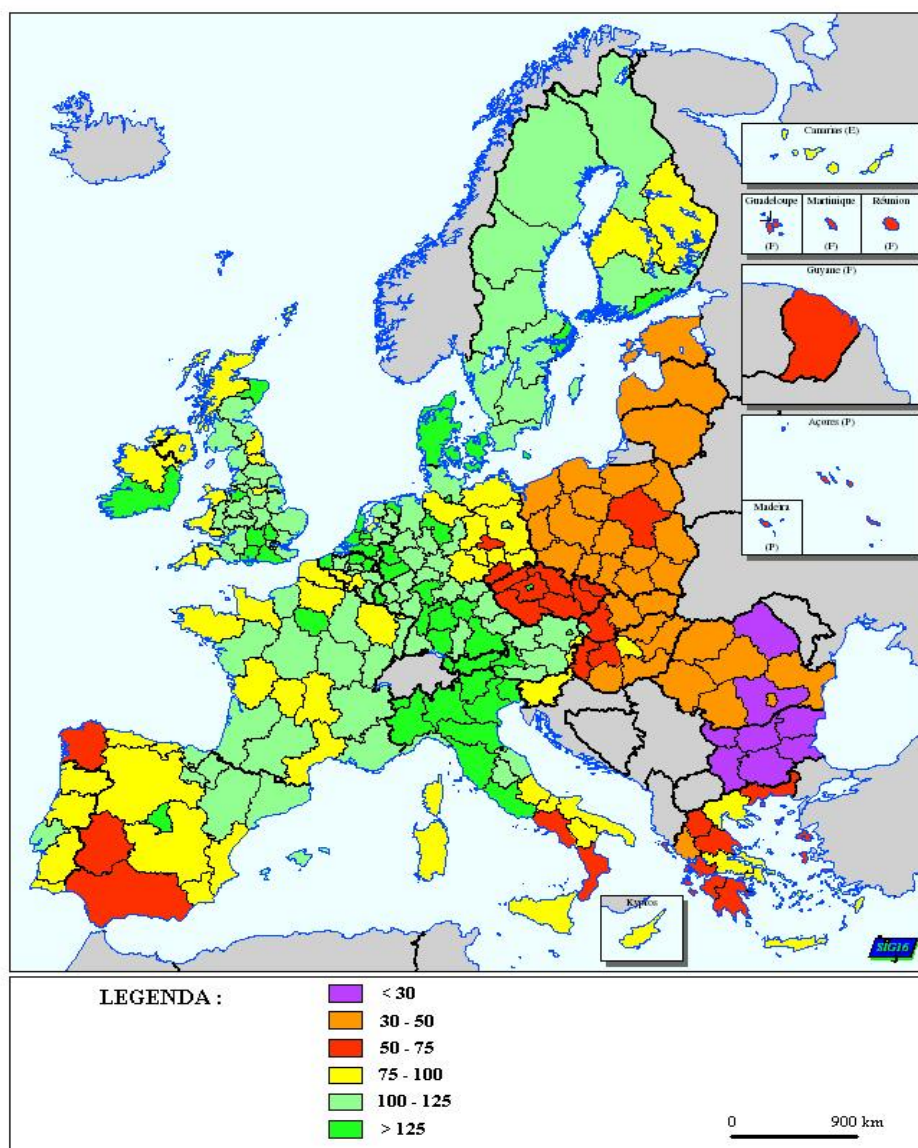 Canarias (E)
Guadeloupe
Martinique
Réunion
(F)
(F)
(F)
Guyane (F)
Açores (P)
Madeira
(P)
Kypros
SIG16
LEGENDA :
< 30
30 - 50
50 - 75
75 - 100
100 - 125
> 125
0 900 km